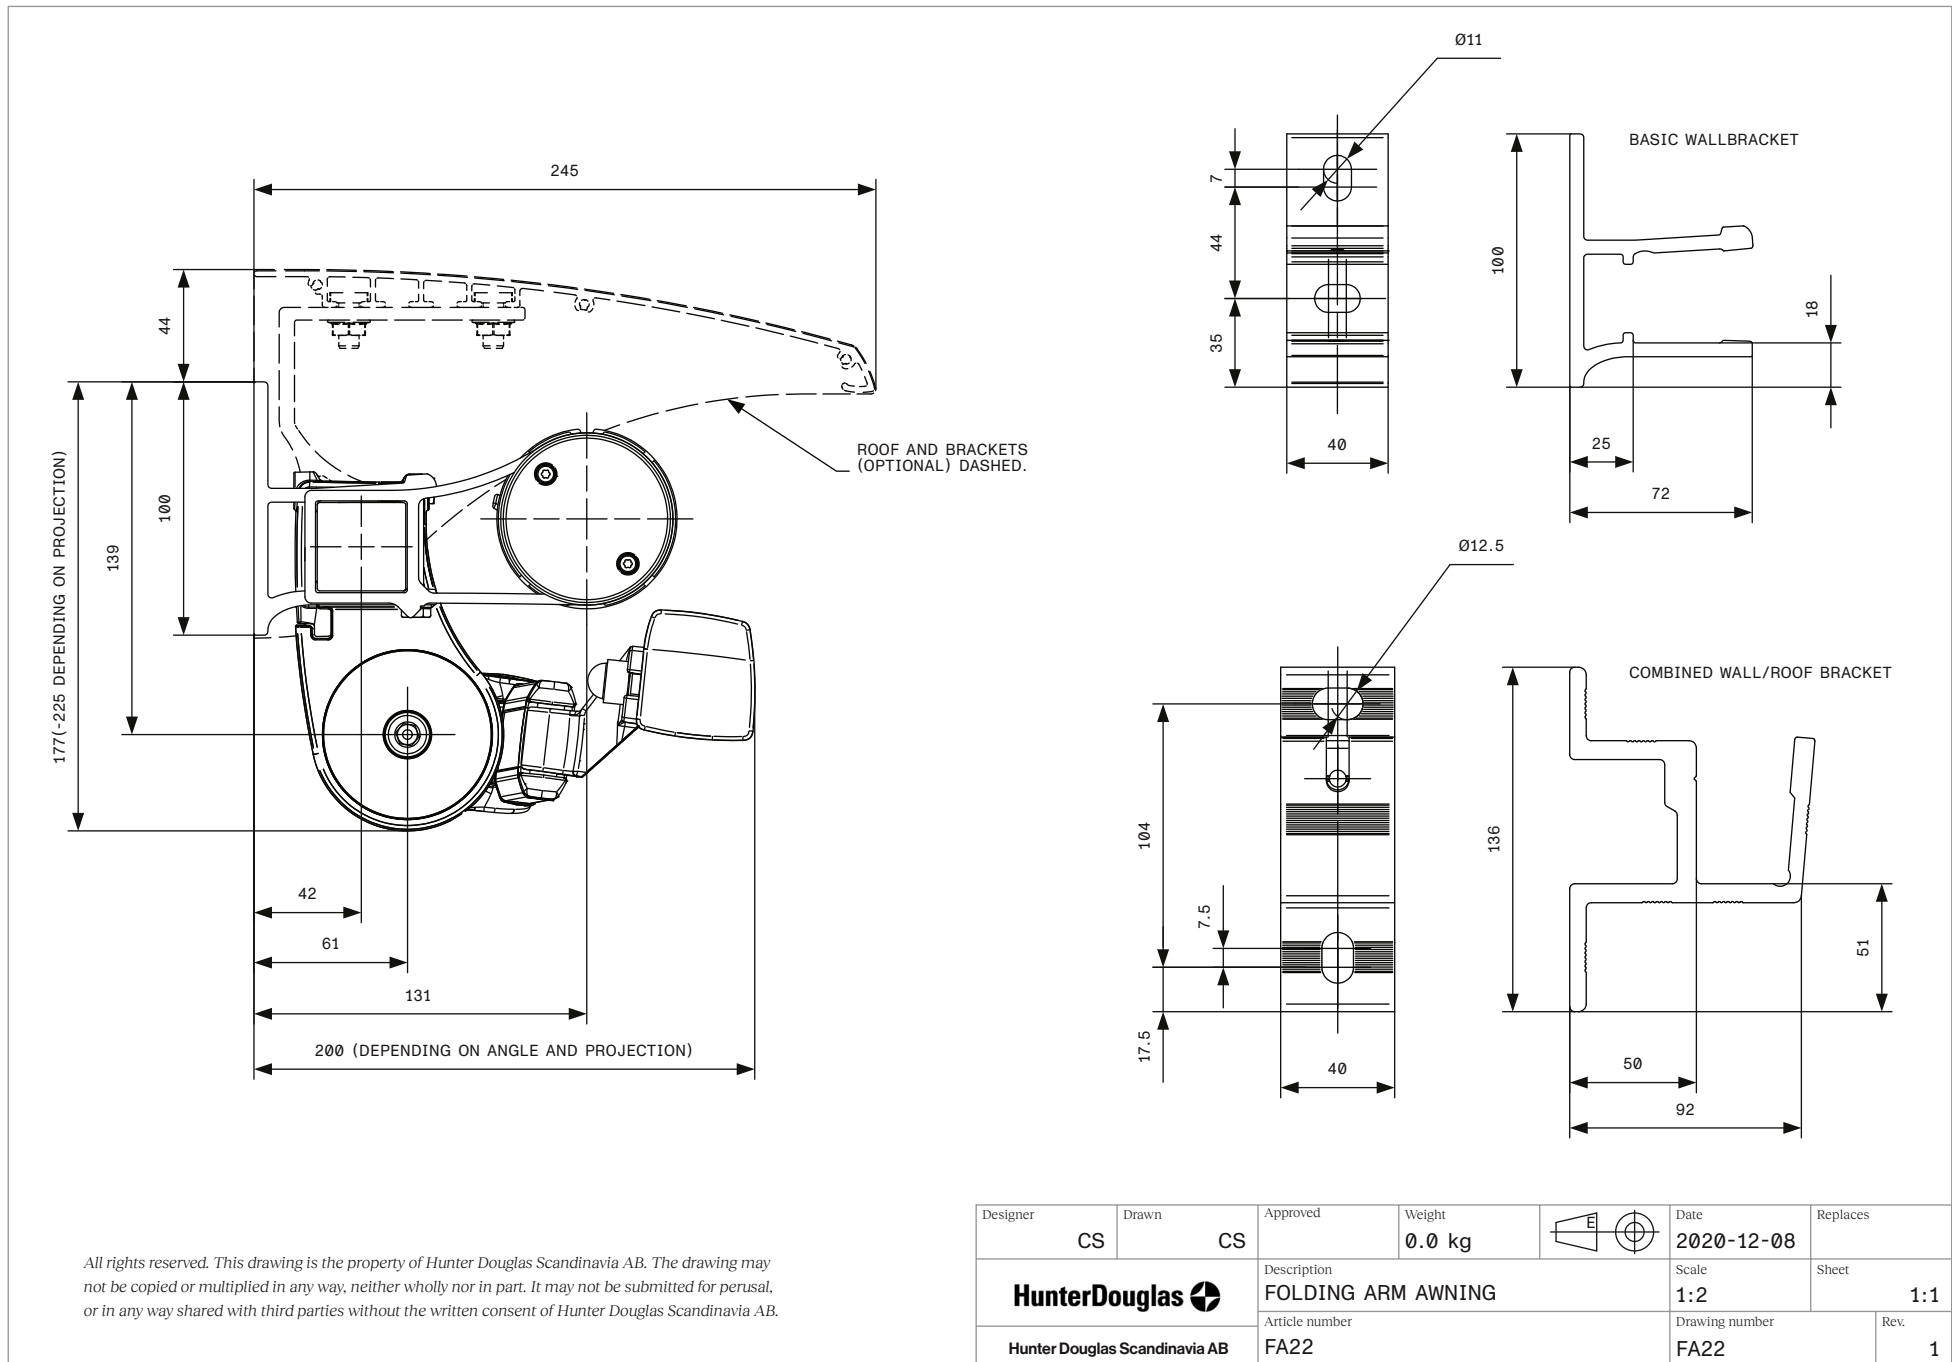 245
44
100
139
177(-225 DEPENDING ON PROJECTION)
ROOF AND BRACKETS
(OPTIONAL) DASHED.
42
61
131
200 (DEPENDING ON ANGLE AND PROJECTION)
Ø11
7
44
35
40
BASIC WALLBRACKET
100
18
25
72
Ø12.5
104
7.5
17.5
40
COMBINED WALL/ROOF BRACKET
136
51
50
92
All rights reserved. This drawing is the property of Hunter Douglas Scandinavia AB. The drawing may
not be copied or multiplied in any way, neither wholly nor in part. It may not be submitted for perusal,
or in any way shared with third parties without the written consent of Hunter Douglas Scandinavia AB.
Designer
CS
Drawn
CS
Approved
Weight
0.0 kg
E
Date
2020-12-08
Replaces
HunterDouglas
Description
FOLDING ARM AWNING
Scale
1:2
Sheet
1:1
Hunter Douglas Scandinavia AB
Article number
FA22
Drawing number
FA22
Rev.
1